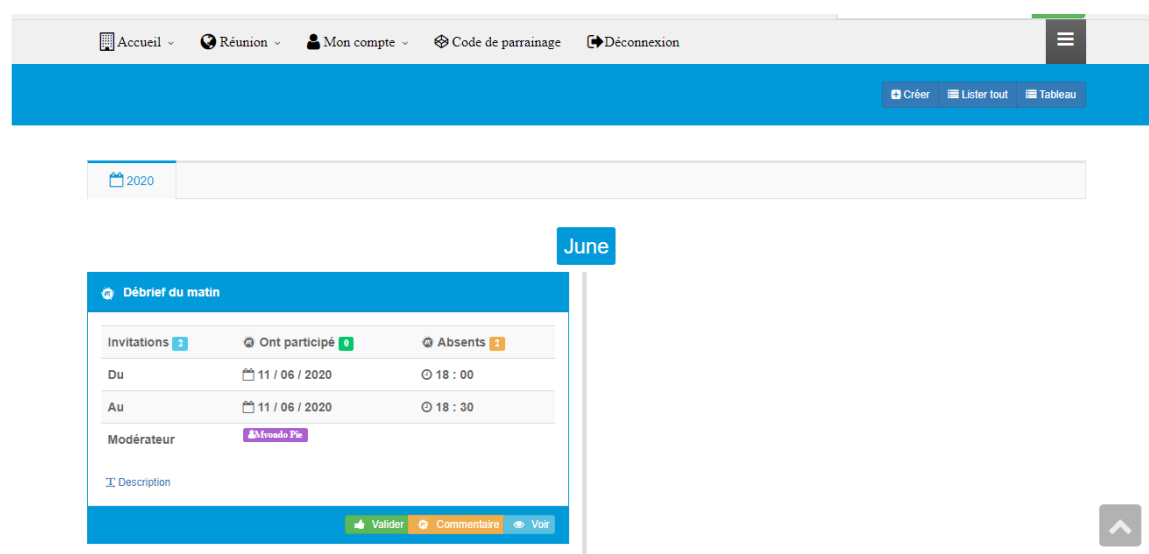 Accueil Réunion Mon compte Code de parrainage Déconnexion
Créer Lister tout Tableau
2020
June
Débrief du matin
Invitations 2 Ont participé 0 Absents 2
Du 11 / 06 / 2020 18 : 00
Au 11 / 06 / 2020 18 : 30
Modérateur Mvondo Pie
Description
Valider Commentaire Voir